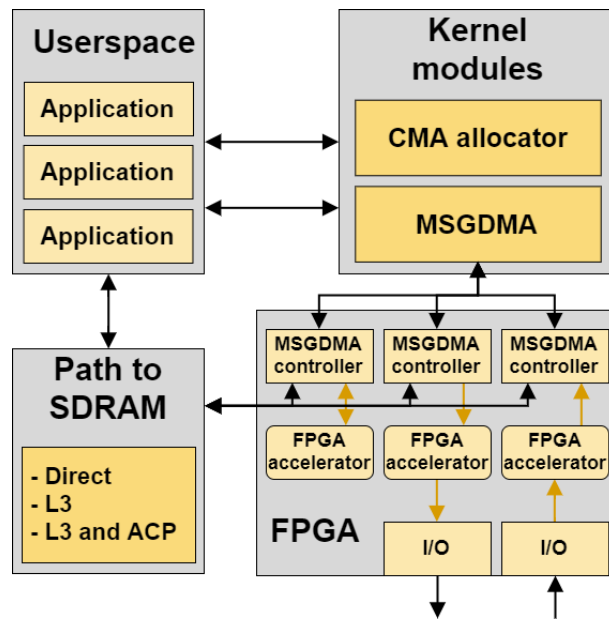 Userspace
Application
Application
Application
Kernel
modules
CMA allocator
MSGDMA
Path to
SDRAM
- Direct
- L3
- L3 and ACP
MSGDMA
controller
MSGDMA
controller
MSGDMA
controller
FPGA
accelerator
FPGA
accelerator
FPGA
accelerator
FPGA
I/O
I/O